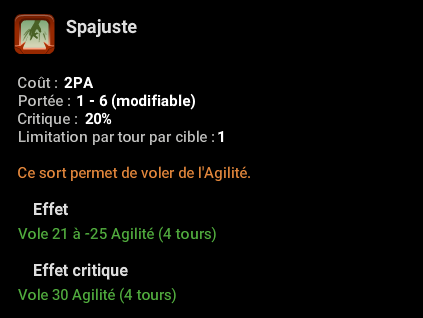 Spajuste
Coût : 2PA
Portée : 1 - 6 (modifiable)
Critique : 20%
Limitation par tour par cible : 1
Ce sort permet de voler de l'Agilité.
Effet
Vole 21 à -25 Agilité (4 tours)
Effet critique
Vole 30 Agilité (4 tours)